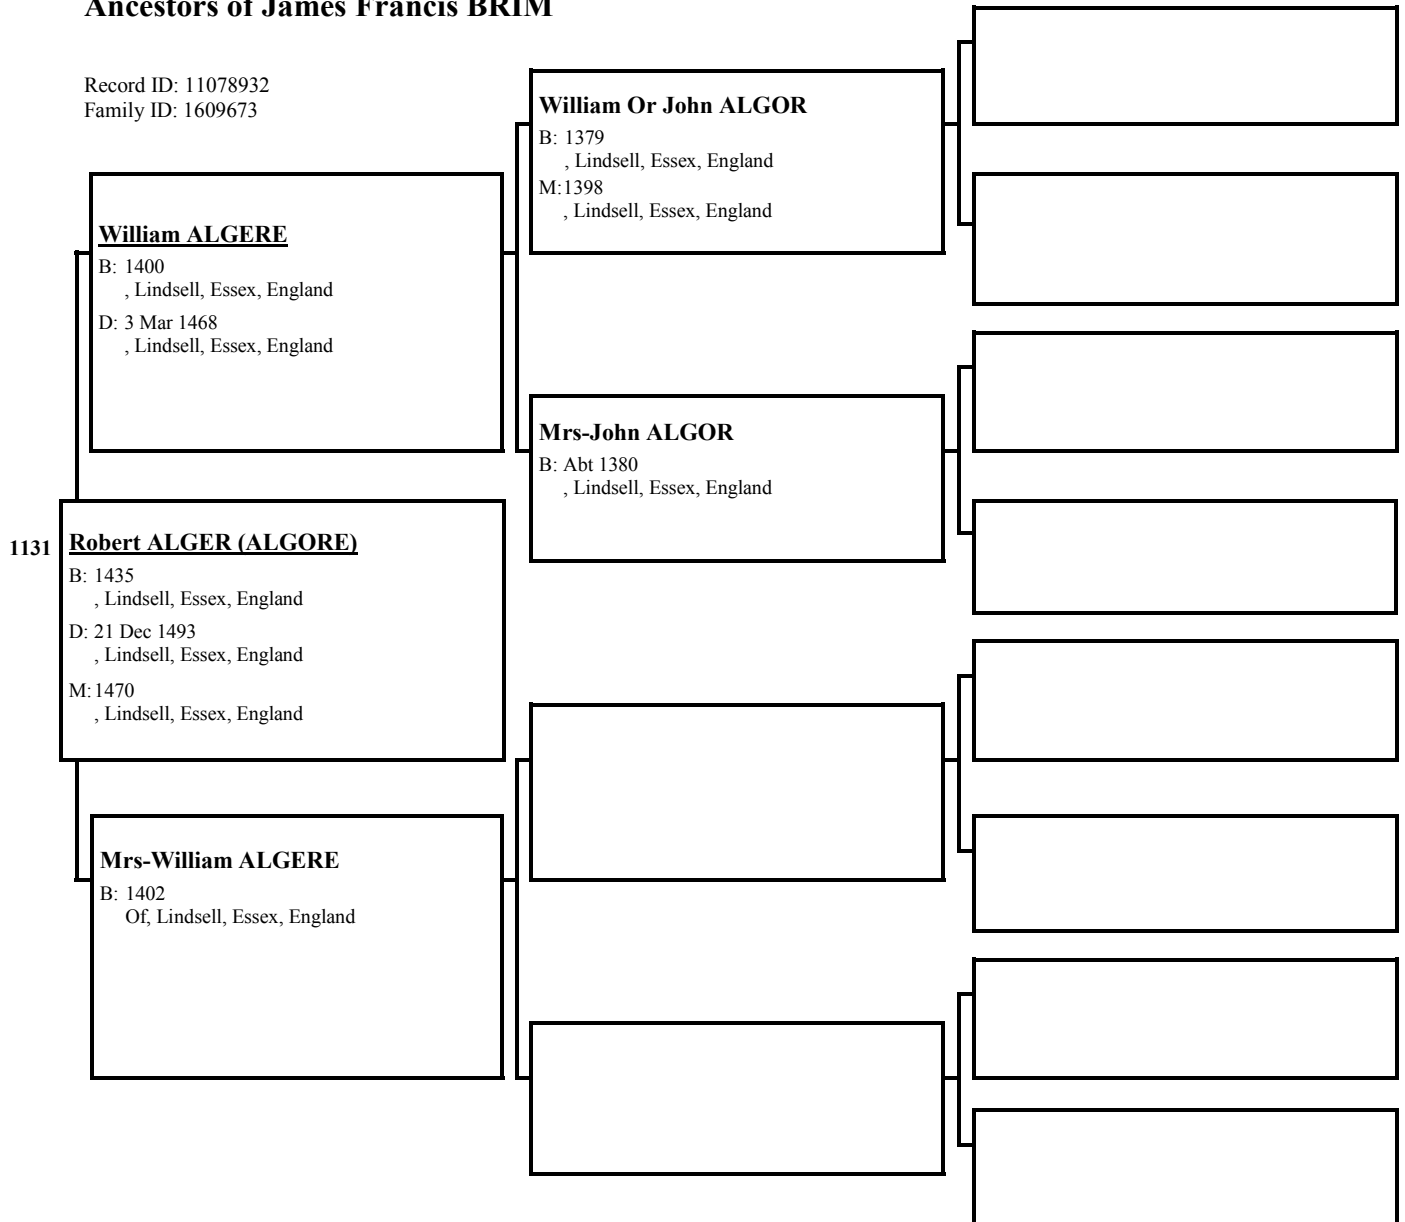 Ancestors of James Francis BRIM
Record ID: 11078932
Family ID: 1609673
William Or John ALGOR
B: 1379
, Lindsell, Essex, England
M:1398
, Lindsell, Essex, England
William ALGERE
B: 1400
, Lindsell, Essex, England
D: 3 Mar 1468
, Lindsell, Essex, England
Mrs-John ALGOR
B: Abt 1380
, Lindsell, Essex, England
1131
Robert ALGER (ALGORE)
B: 1435
, Lindsell, Essex, England
D: 21 Dec 1493
, Lindsell, Essex, England
M:1470
, Lindsell, Essex, England
Mrs-William ALGERE
B: 1402
Of, Lindsell, Essex, England